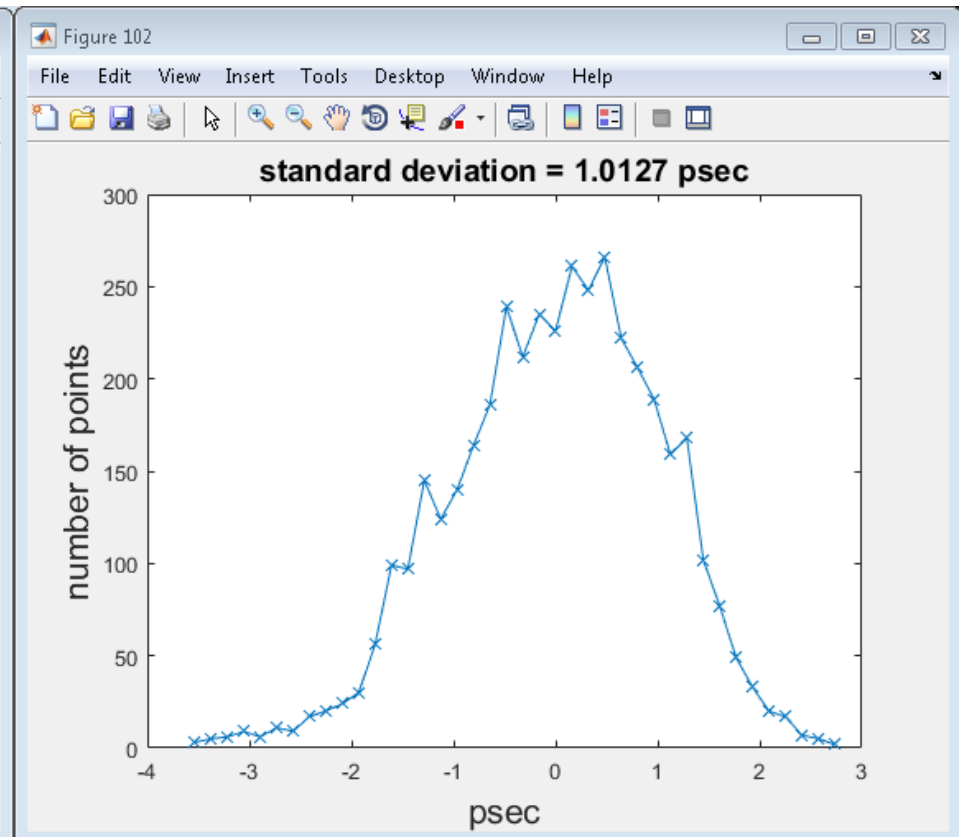 Figure 102
File Edit View Insert Tools Desktop Window Help
standard deviation = 1.0127 psec
300
250
200
150
100
50
0
number of points
-4 -3 -2 -1 0 1 2 3
psec